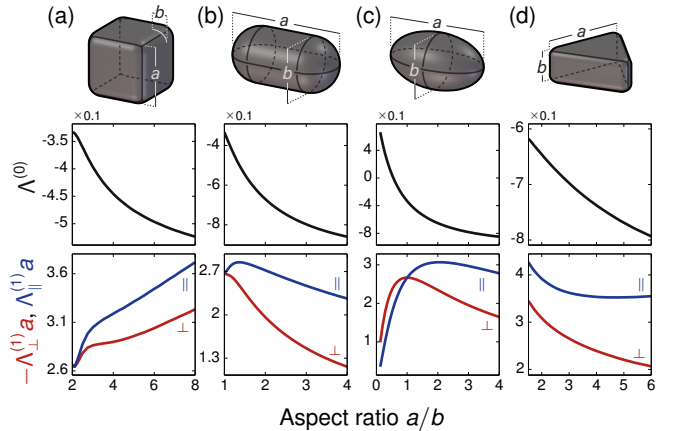 (a) (b) (c) (d)
b a a b a b a b
×0.1 ×0.1 ×0.1
-3.5 -4 -4.5 -5
-4 -6 -8
4 0 -4 -8
-6 -7 -8
Λ(0)
3.6 3.1 2.6
2.7 2 1.3
3 2 1 0
4 3 2
∥ ⊥ ∥ ⊥ ∥ ⊥ ∥ ⊥
−Λ⊥(1) a, Λ∥(1) a
2 4 6 8
1 2 3 4
0 1 2 3 4
2 3 4 5 6
Aspect ratio a/b